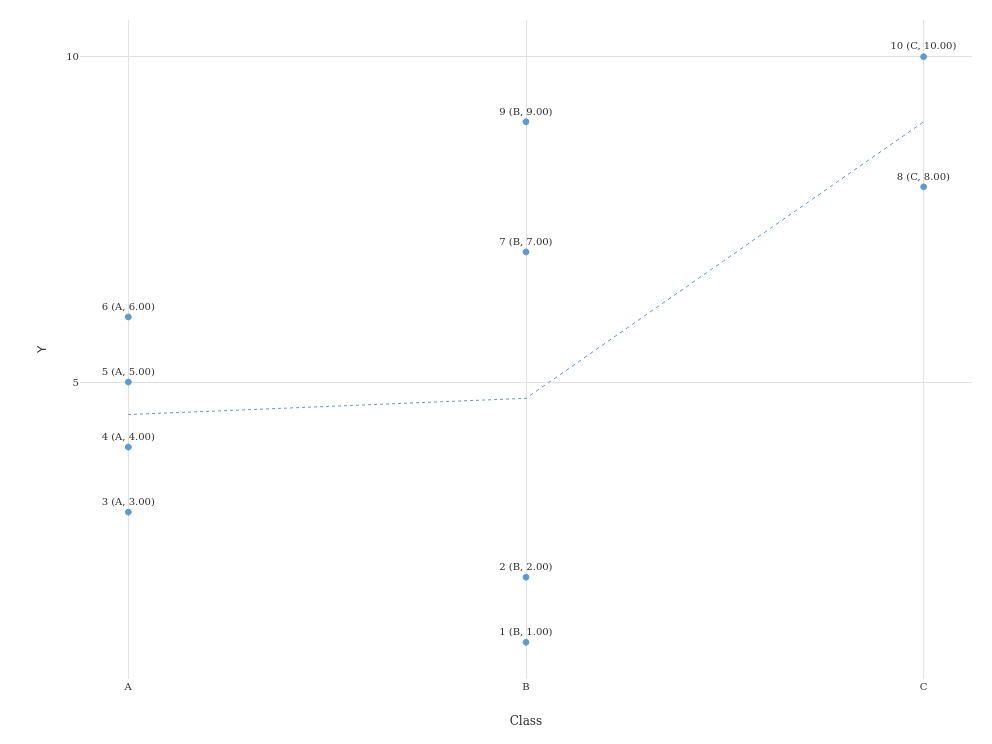 10 (C, 10.00)
10
9 (B, 9.00)
8 (C, 8.00)
7 (B, 7.00)
6 (A, 6.00)
Y
5 (A, 5.00)
5
4 (A, 4.00)
3 (A, 3.00)
2 (B, 2.00)
1 (B, 1.00)
A B C
Class